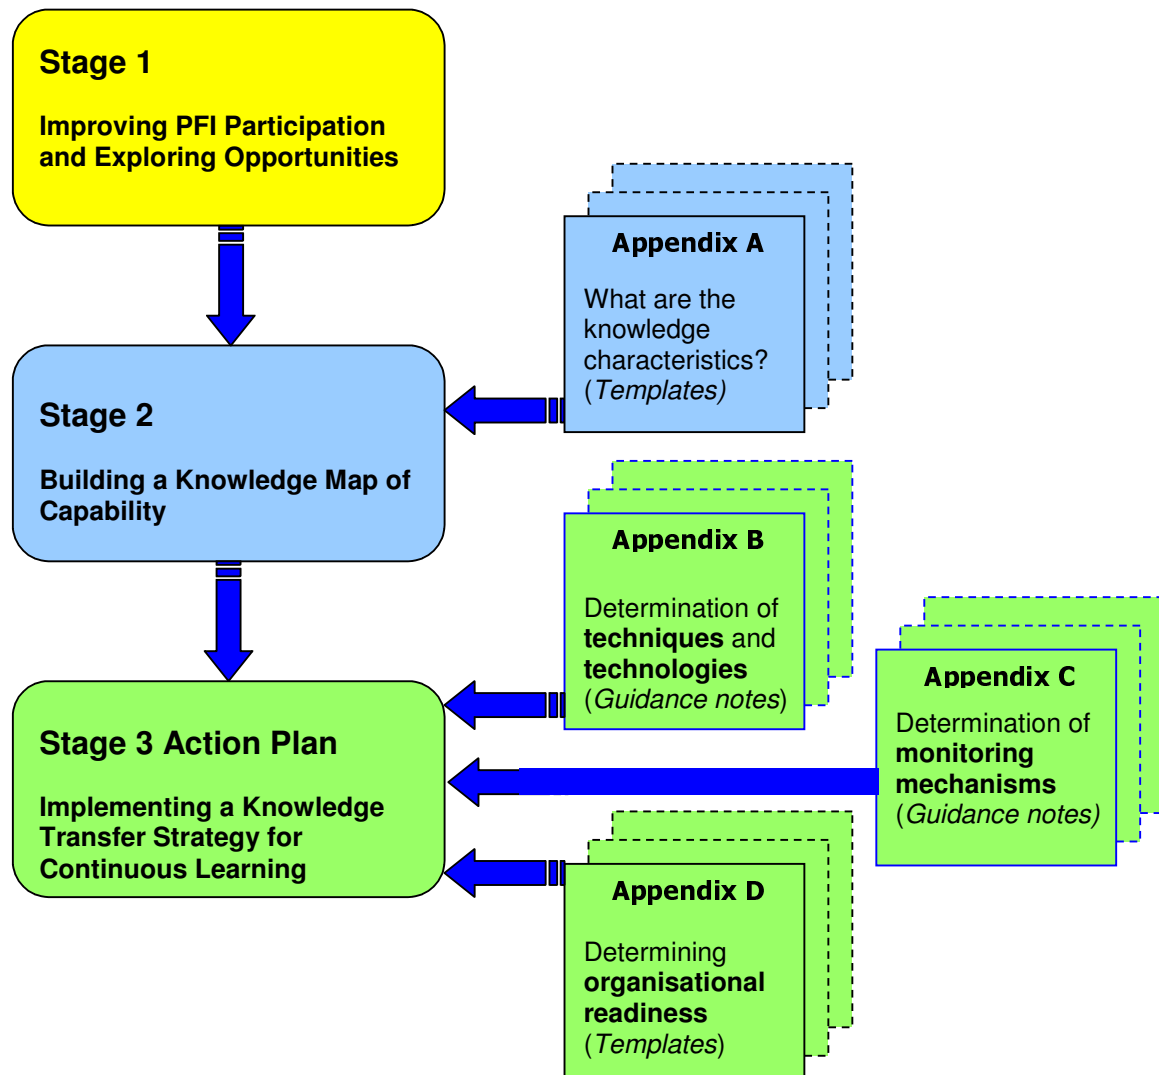 Stage 1
Improving PFI Participation
and Exploring Opportunities
Appendix A
What are the
knowledge
characteristics?
(Templates)
Stage 2
Building a Knowledge Map of
Capability
Appendix B
Determination of
techniques and
technologies
(Guidance notes)
Appendix C
Determination of
monitoring
mechanisms
(Guidance notes)
Stage 3 Action Plan
Implementing a Knowledge
Transfer Strategy for
Continuous Learning
Appendix D
Determining
organisational
readiness
(Templates)